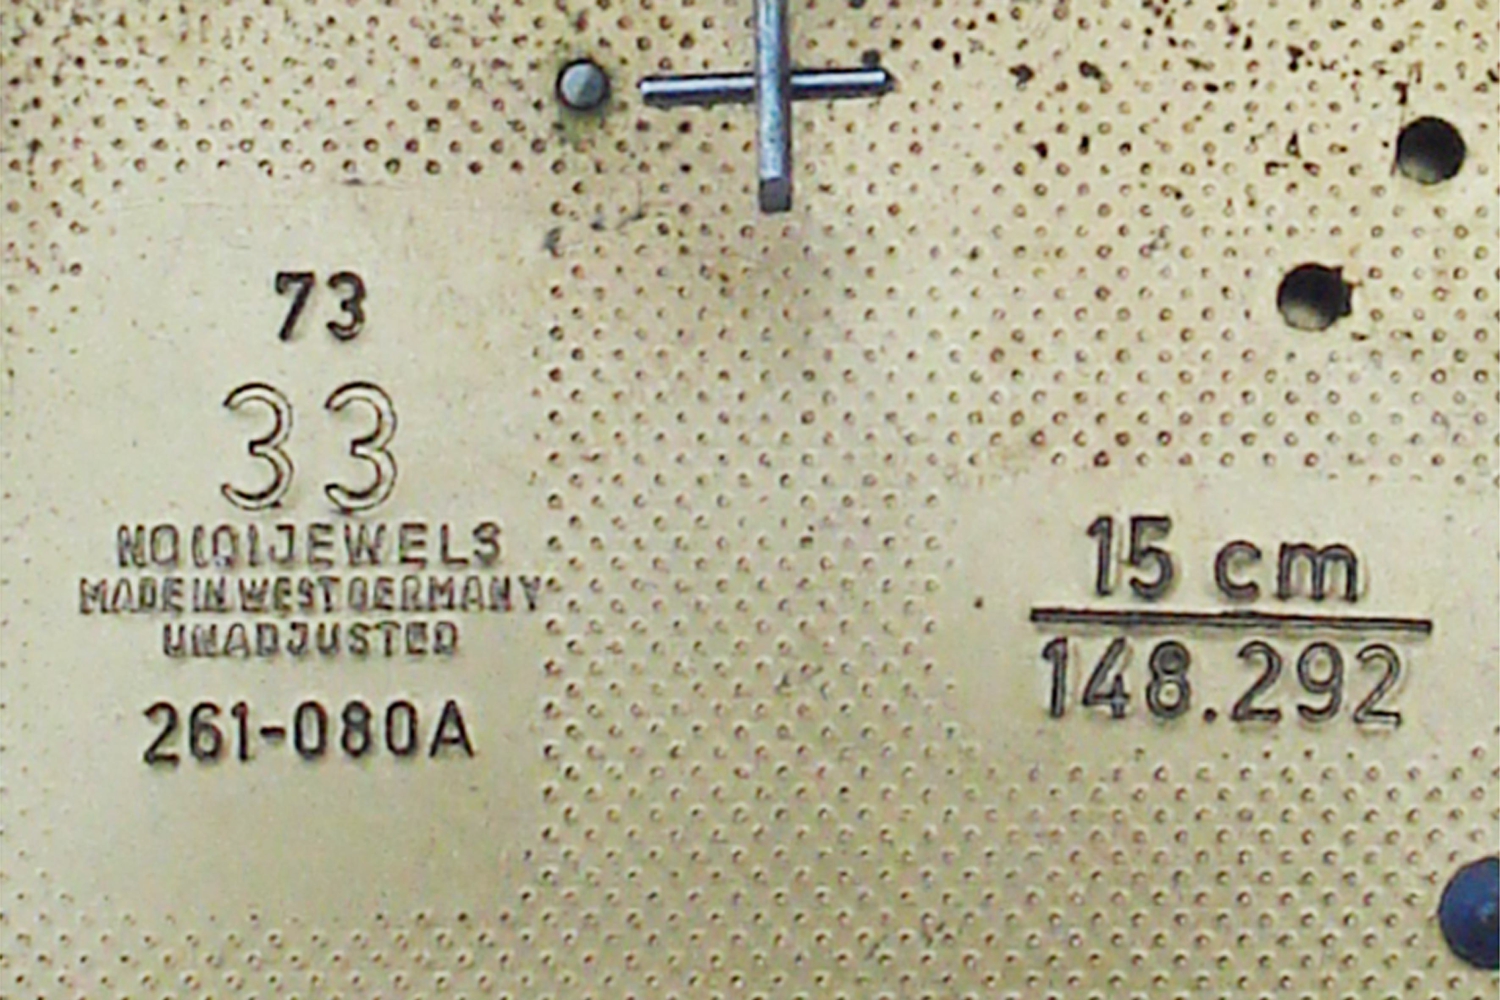 73
33
NO (0) JEWELS
MADE IN WEST GERMANY
UNADJUSTED
261-080A
15 cm
148.292